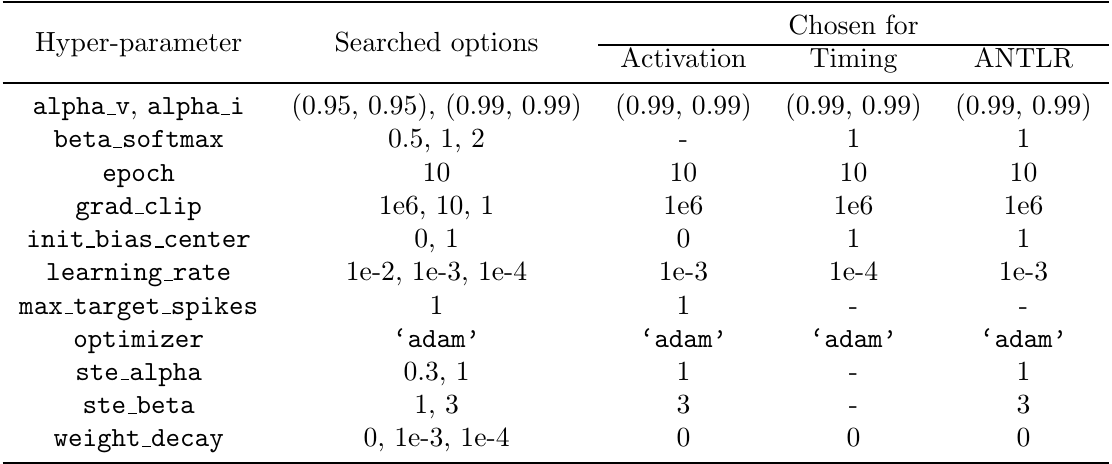 Chosen for
Hyper-parameter Searched options
Activation Timing ANTLR
alpha_v, alpha_i (0.95, 0.95), (0.99, 0.99) (0.99, 0.99) (0.99, 0.99) (0.99, 0.99)
beta_softmax 0.5, 1, 2 - 1 1
epoch 10 10 10 10
grad_clip 1e6, 10, 1 1e6 1e6 1e6
init_bias_center 0, 1 0 1 1
learning_rate 1e-2, 1e-3, 1e-4 1e-3 1e-4 1e-3
max_target_spikes 1 1 - -
optimizer ‘adam’ ‘adam’ ‘adam’ ‘adam’
ste_alpha 0.3, 1 1 - 1
ste_beta 1, 3 3 - 3
weight_decay 0, 1e-3, 1e-4 0 0 0